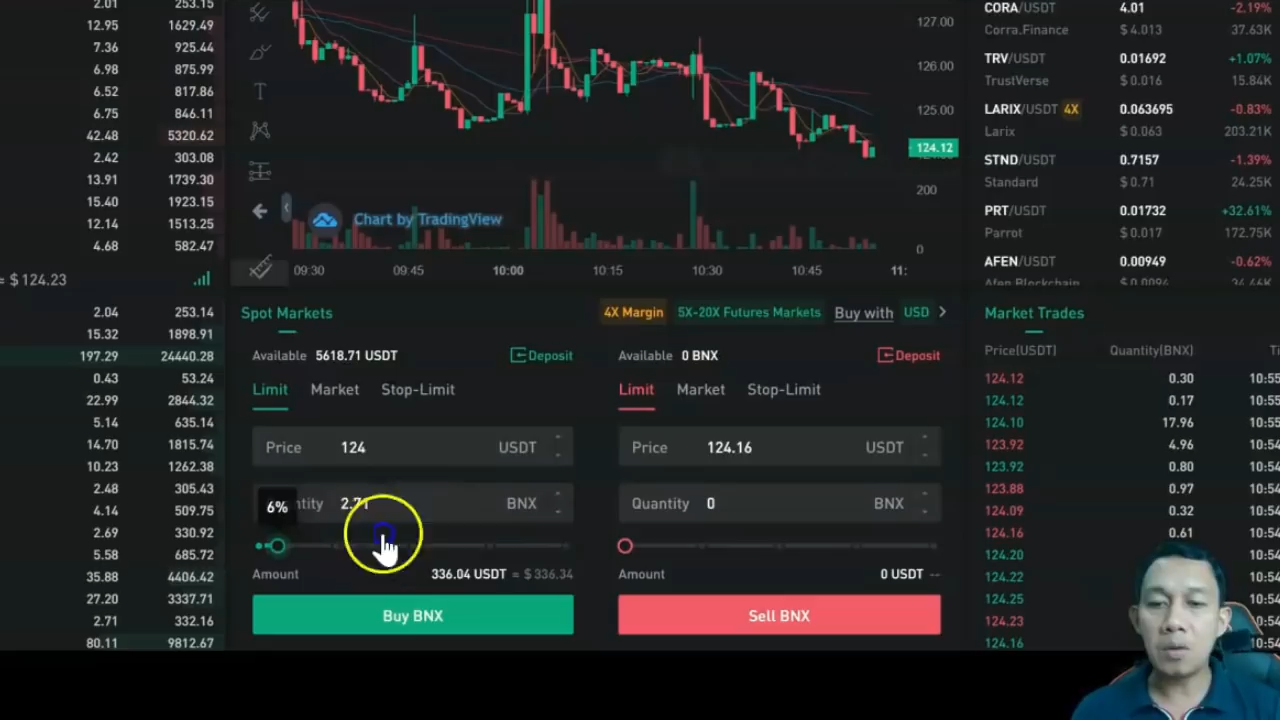 2.01 253.15
12.95 1629.49
7.36 925.44
6.98 875.99
6.52 817.86
6.75 846.11
42.48 5320.62
2.42 303.08
13.91 1739.30
15.40 1923.15
12.14 1513.25
4.68 582.47
= $ 124.23
2.04 253.14
15.32 1898.91
197.29 24440.28
0.43 53.24
22.99 2844.32
5.14 635.14
14.70 1815.74
10.23 1262.38
2.48 305.43
4.14 509.75
2.69 330.92
5.58 685.72
35.88 4406.42
27.20 3337.71
2.71 332.16
80.11 9812.67
127.00
126.00
125.00
124.12
200
0
T
Chart by TradingView
09:30 09:45 10:00 10:15 10:30 10:45 11:
Spot Markets
4X Margin 5X-20X Futures Markets Buy with USD
Available 5618.71 USDT Deposit
Limit Market Stop-Limit
Price 124 USDT
6% ntity 2.71 BNX
Amount 336.04 USDT = $ 336.34
Buy BNX
Available 0 BNX Deposit
Limit Market Stop-Limit
Price 124.16 USDT
Quantity 0 BNX
Amount 0 USDT --
Sell BNX
CORA/USDT 4.01 -2.19%
Corra.Finance $ 4.013 37.63K
TRV/USDT 0.01692 +1.07%
TrustVerse $ 0.016 15.84K
LARIX/USDT 4X 0.063695 -0.83%
Larix $ 0.063 203.21K
STND/USDT 0.7157 -1.39%
Standard $ 0.71 24.25K
PRT/USDT 0.01732 +32.61%
Parrot $ 0.017 172.75K
AFEN/USDT 0.00949 -0.62%
Afen Blockchain $ 0.0094 34.46K
Market Trades
Price(USDT) Quantity(BNX) Ti
124.12 0.30 10:55
124.12 0.17 10:55
124.10 17.96 10:55
123.92 4.96 10:54
123.92 0.80 10:54
123.88 0.97 10:54
124.09 0.32 10:54
124.16 0.61 10:54
124.20
124.22
124.25
124.23
124.16